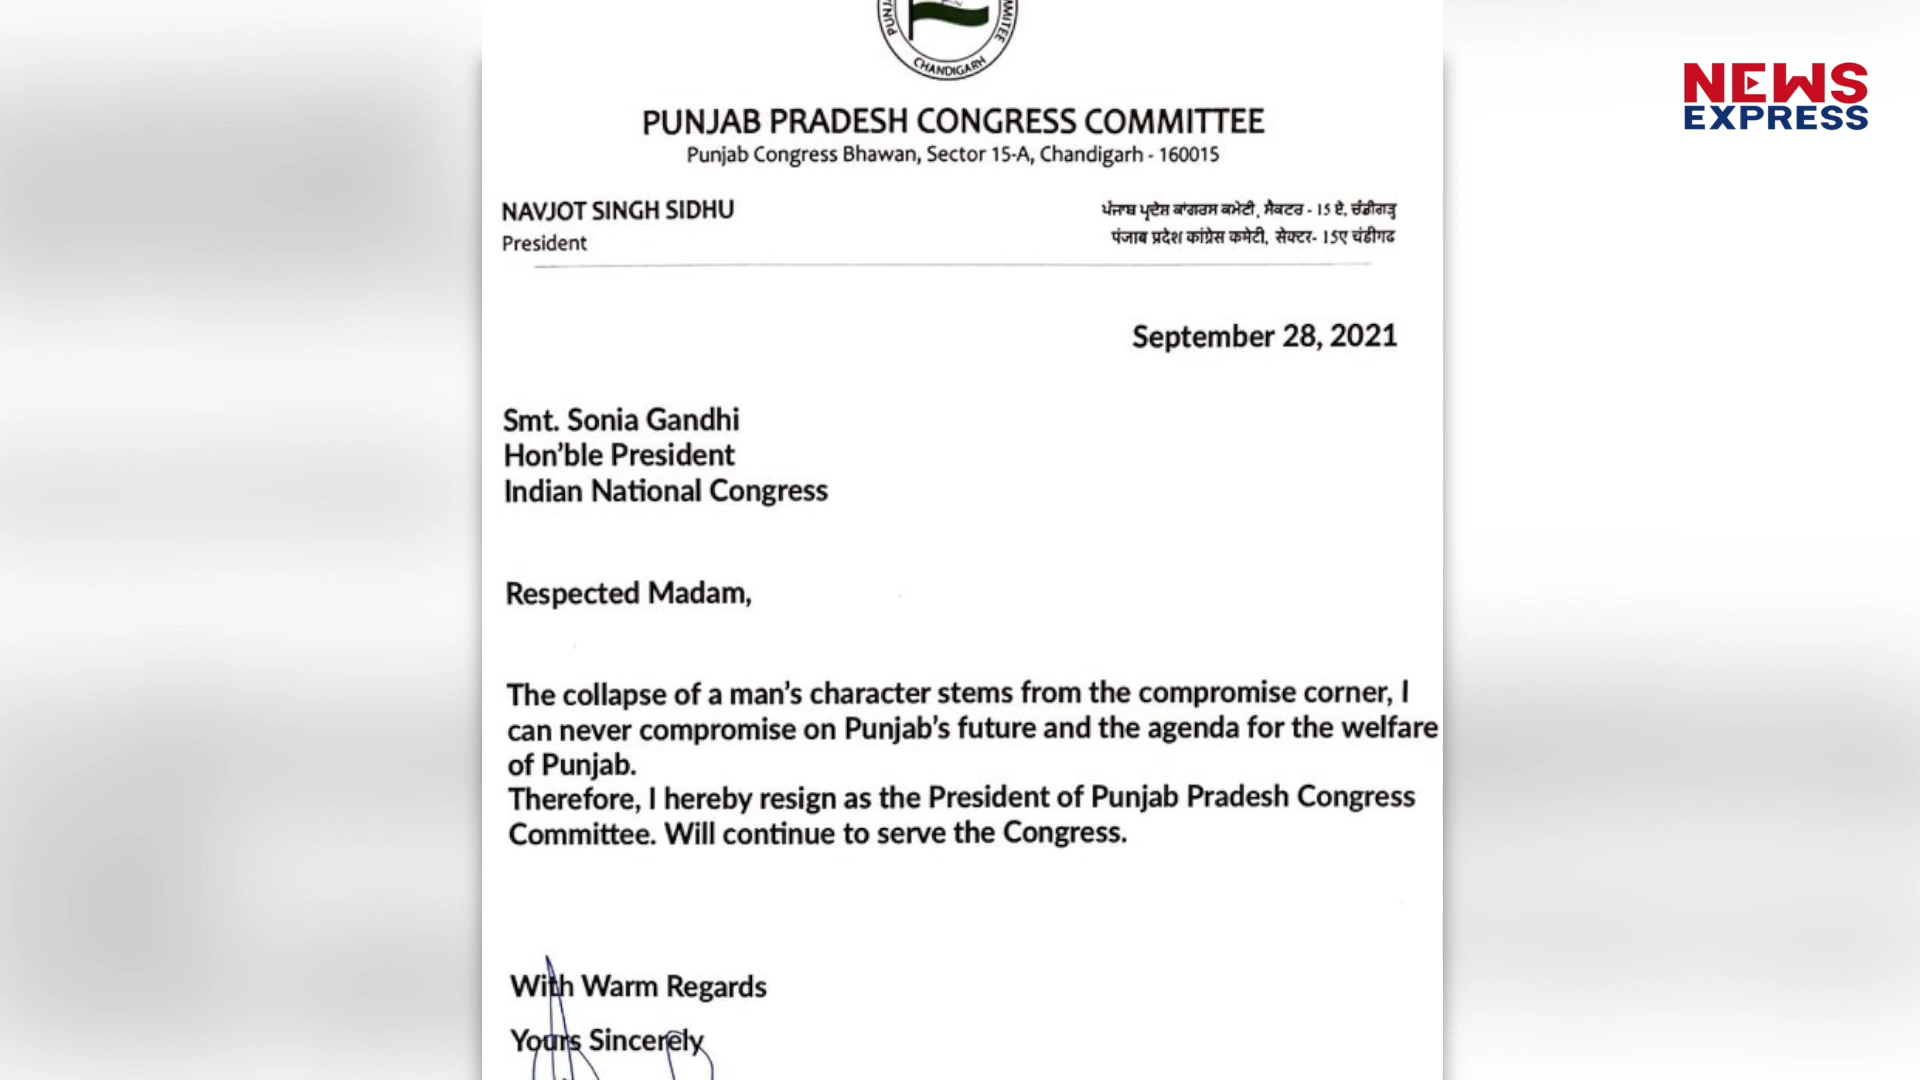 CHANDIGARH
PUNJAB PRADESH CONGRESS COMMITTEE
Punjab Congress Bhawan, Sector 15-A, Chandigarh - 160015
NAVJOT SINGH SIDHU
President
ਪੰਜਾਬ ਪ੍ਰਦੇਸ਼ ਕਾਂਗਰਸ ਕਮੇਟੀ, ਸੈਕਟਰ - 15 ਏ, ਚੰਡੀਗੜ੍ਹ
पंजाब प्रदेश कांग्रेस कमेटी, सेक्टर- 15ए चंडीगढ
September 28, 2021
Smt. Sonia Gandhi
Hon’ble President
Indian National Congress
Respected Madam,
The collapse of a man’s character stems from the compromise corner, I
can never compromise on Punjab’s future and the agenda for the welfare
of Punjab.
Therefore, I hereby resign as the President of Punjab Pradesh Congress
Committee. Will continue to serve the Congress.
With Warm Regards
Yours Sincerely
NEWS
EXPRESS